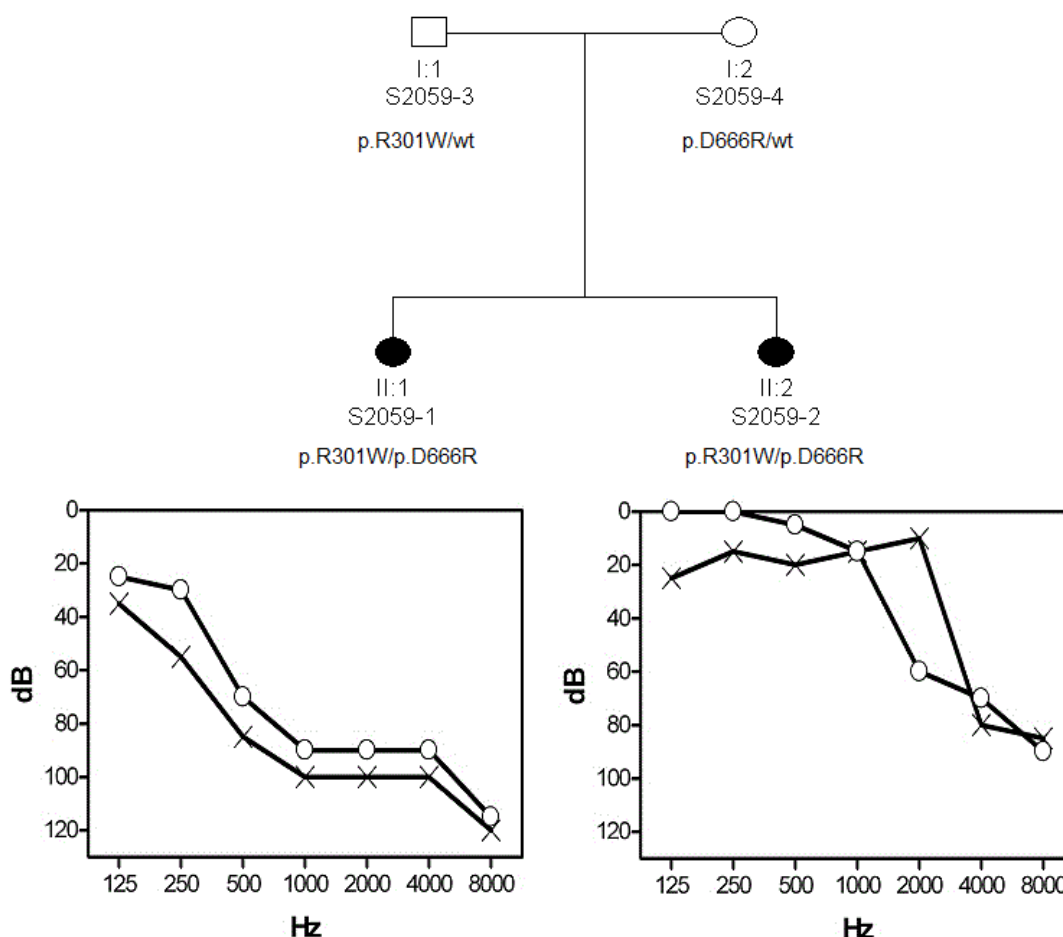 I:1 I:2
S2059-3 S2059-4
p.R301W/wt p.D666R/wt
II:1 II:2
S2059-1 S2059-2
p.R301W/p.D666R p.R301W/p.D666R
0
20
40
60
80
100
120
dB
125 250 500 1000 2000 4000 8000
Hz
0
20
40
60
80
100
120
dB
125 250 500 1000 2000 4000 8000
Hz